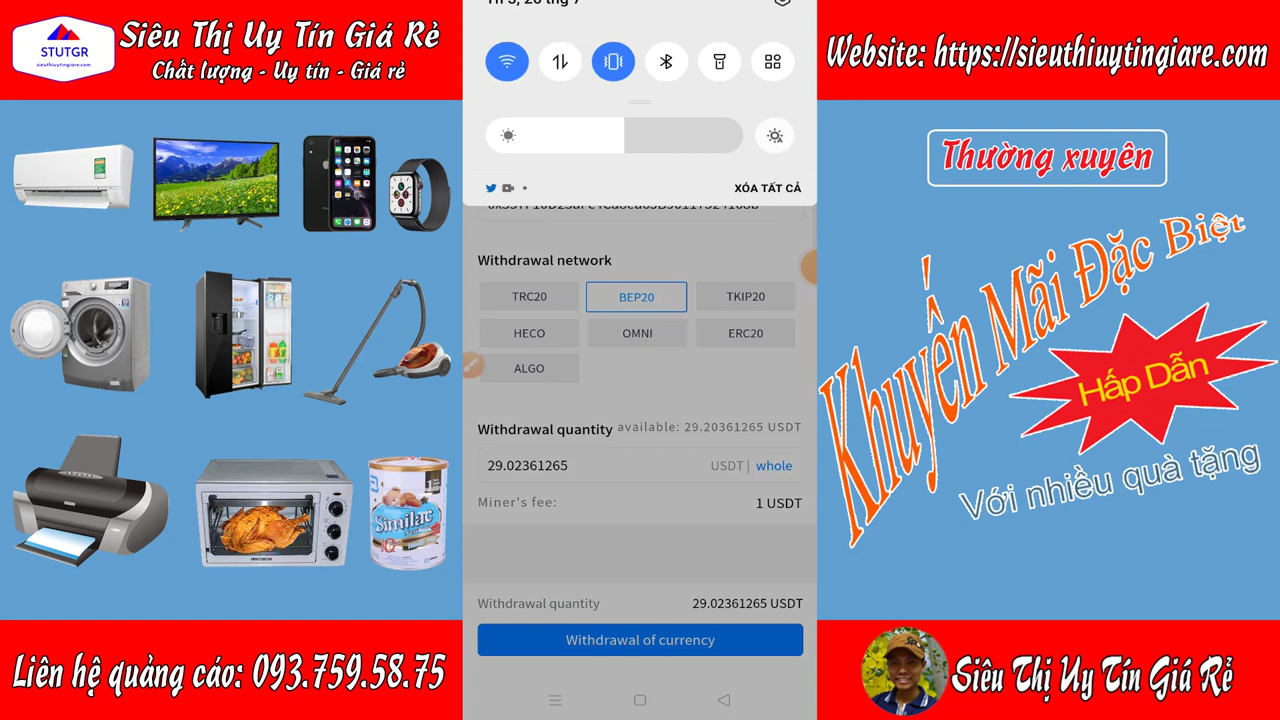 STUTGR
sieuthiuytingiare.com
Siêu Thị Uy Tín Giá Rẻ
Chất lượng - Uy tín - Giá rẻ
XÓA TẤT CẢ
Withdrawal network
TRC20
BEP20
TKIP20
HECO
OMNI
ERC20
ALGO
Withdrawal quantity available: 29.20361265 USDT
29.02361265 USDT | whole
Miner's fee: 1 USDT
Withdrawal quantity 29.02361265 USDT
Withdrawal of currency
Website: https://sieuthiuytingiare.com
Thường xuyên
Khuyến Mãi Đặc Biệt
Hấp Dẫn
Với nhiều quà tặng
Similac
Liên hệ quảng cáo: 093.759.58.75
Siêu Thị Uy Tín Giá Rẻ